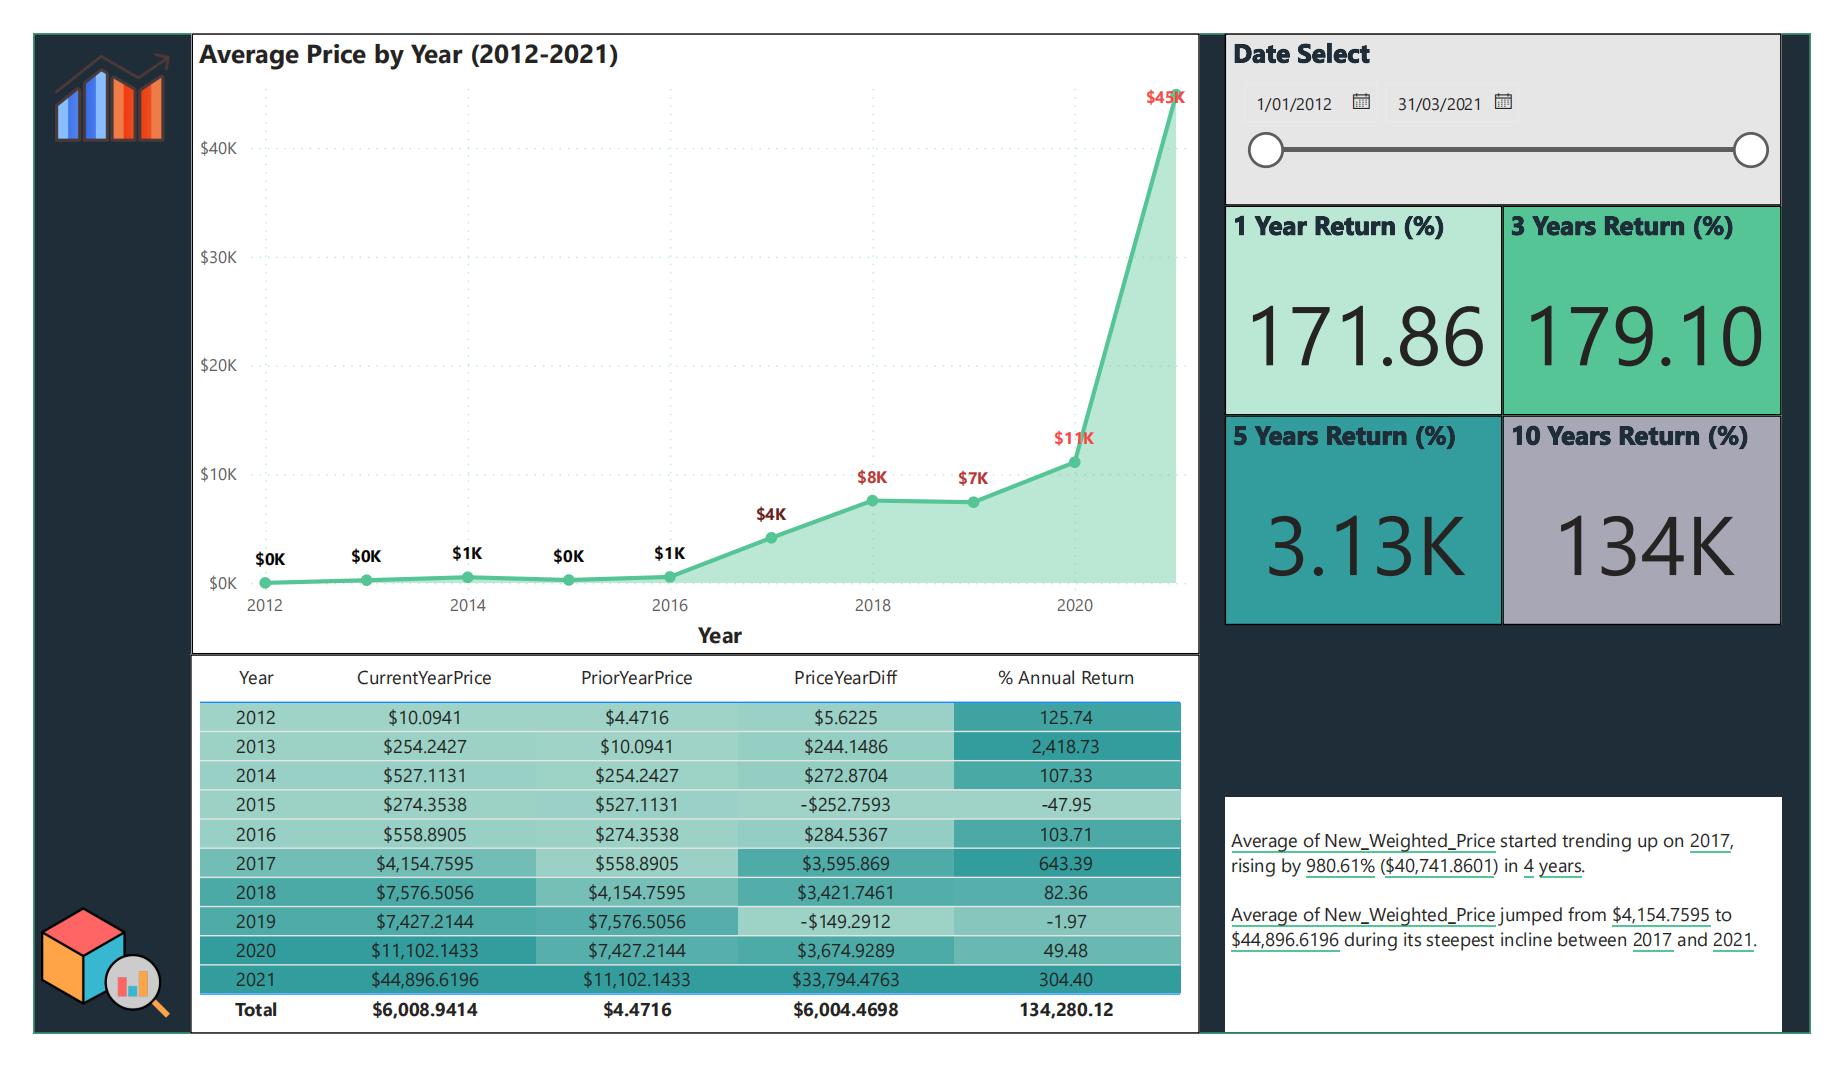 Average Price by Year (2012-2021)
$45K
$40K
$30K
$20K
$11K
$10K
$8K
$7K
$4K
$0K
$0K
$1K
$0K
$1K
$0K
2012
2014
2016
2018
2020
Year
Year CurrentYearPrice PriorYearPrice PriceYearDiff % Annual Return
2012 $10.0941 $4.4716 $5.6225 125.74
2013 $254.2427 $10.0941 $244.1486 2,418.73
2014 $527.1131 $254.2427 $272.8704 107.33
2015 $274.3538 $527.1131 -$252.7593 -47.95
2016 $558.8905 $274.3538 $284.5367 103.71
2017 $4,154.7595 $558.8905 $3,595.869 643.39
2018 $7,576.5056 $4,154.7595 $3,421.7461 82.36
2019 $7,427.2144 $7,576.5056 -$149.2912 -1.97
2020 $11,102.1433 $7,427.2144 $3,674.9289 49.48
2021 $44,896.6196 $11,102.1433 $33,794.4763 304.40
Total $6,008.9414 $4.4716 $6,004.4698 134,280.12
Date Select
1/01/2012 31/03/2021
1 Year Return (%)
171.86
3 Years Return (%)
179.10
5 Years Return (%)
3.13K
10 Years Return (%)
134K
Average of New_Weighted_Price started trending up on 2017,
rising by 980.61% ($40,741.8601) in 4 years.
Average of New_Weighted_Price jumped from $4,154.7595 to
$44,896.6196 during its steepest incline between 2017 and 2021.